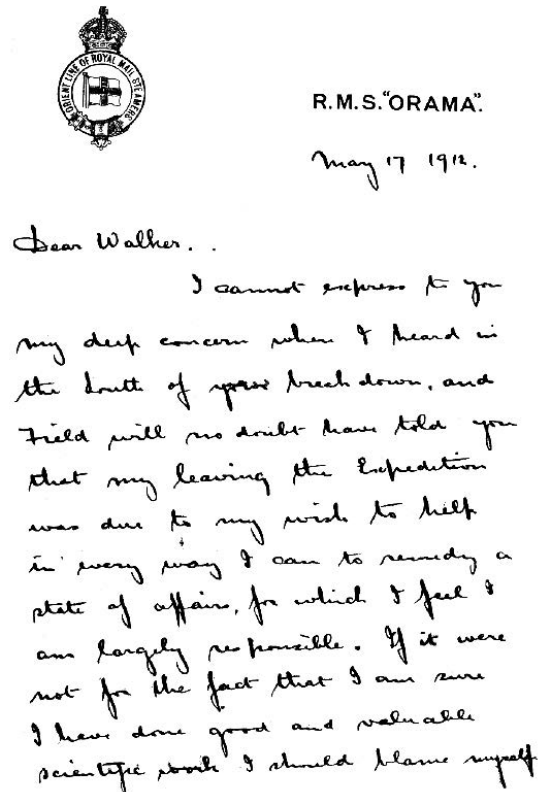 ORIENT LINE OF ROYAL MAIL STEAMERS
R.M.S. "ORAMA".
May 17 1912.
Dear Walker. .
I cannot express to you
my deep concern when I heard in
the South of your breakdown, and
Field will no doubt have told you
that my leaving the Expedition
was due to my wish to help
in every way I can to remedy a
state of affairs, for which I feel I
am largely responsible. If it were
not for the fact that I am sure
I have done good and valuable
scientific work I should blame myself